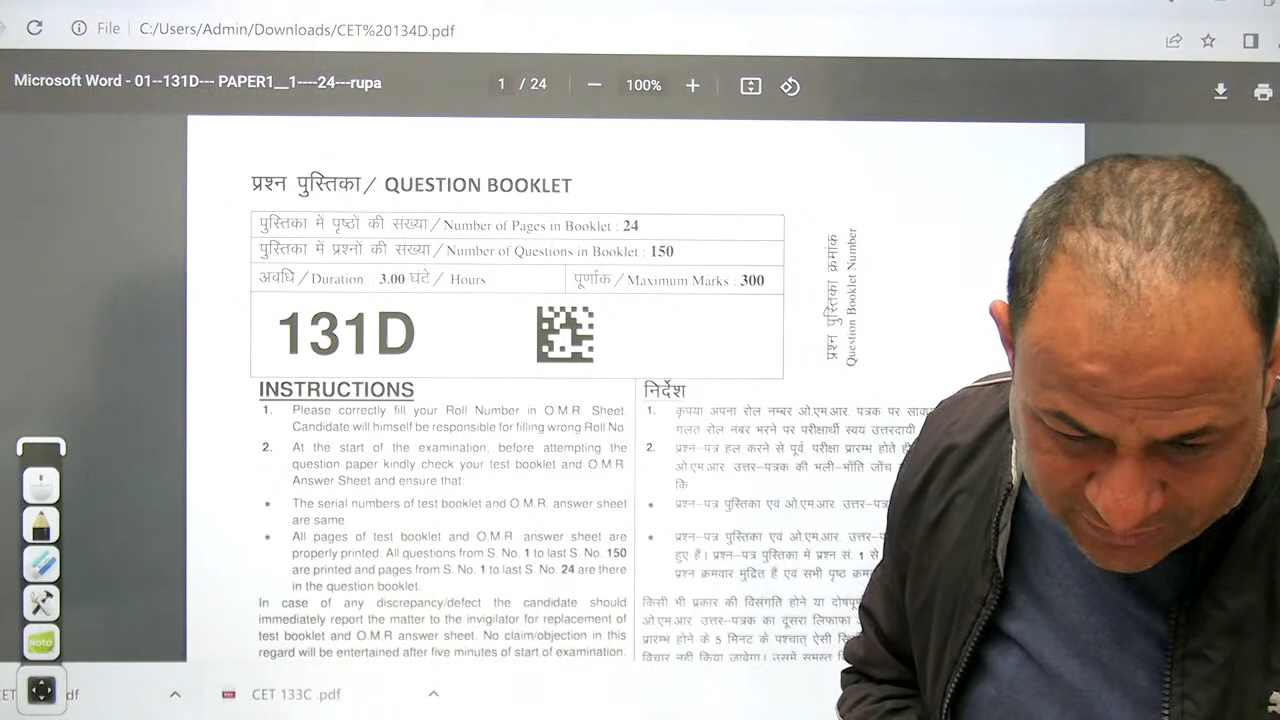 File
C:/Users/Admin/Downloads/CET%20134D.pdf
Microsoft Word - 01--131D--- PAPER1__1----24---rupa
1 / 24
100%
प्रश्न पुस्तिका / QUESTION BOOKLET
पुस्तिका में पृष्ठों की संख्या / Number of Pages in Booklet : 24
पुस्तिका में प्रश्नों की संख्या / Number of Questions in Booklet : 150
अवधि / Duration : 3.00 घंटे / Hours
पूर्णांक / Maximum Marks : 300
131D
प्रश्न पुस्तिका क्रमांक
Question Booklet Number
INSTRUCTIONS
1. Please correctly fill your Roll Number in O.M.R. Sheet.
Candidate will himself be responsible for filling wrong Roll No
2. At the start of the examination, before attempting the
question paper kindly check your test booklet and O.M.R
Answer Sheet and ensure that:
• The serial numbers of test booklet and O.M.R. answer sheet
are same.
• All pages of test booklet and O.M.R. answer sheet are
properly printed. All questions from S. No. 1 to last S. No. 150
are printed and pages from S. No. 1 to last S. No. 24 are there
in the question booklet.
In case of any discrepancy/defect the candidate should
immediately report the matter to the invigilator for replacement of
test booklet and O.M.R answer sheet. No claim/objection in this
regard will be entertained after five minutes of start of examination.
निर्देश
1. कृपया अपना रोल नम्बर ओ.एम.आर. पत्रक पर
गलत रोल नंबर भरने पर परीक्षार्थी स्वयं उत्तरदायी
2. प्रश्न-पत्र हल करने से पूर्व, परीक्षा प्रारम्भ होते ही
ओ.एम.आर. उत्तर-पत्रक की भली-भाँति जाँच
कि
• प्रश्न-पत्र पुस्तिका एवं ओ.एम.आर. उत्तर-पत्र
• प्रश्न-पत्र पुस्तिका एवं ओ.एम.आर. उत्तर-प
हुए हैं। प्रश्न-पत्र पुस्तिका में प्रश्न सं. 1 से
प्रश्न क्रमवार मुद्रित हैं एवं सभी पृष्ठ क्रम
किसी भी प्रकार की विसंगति होने या दोषपू
ओ.एम.आर. उत्तर-पत्रक का दूसरा लिफाफा
प्रारम्भ होने के 5 मिनट के पश्चात् ऐसी
विचार नहीं किया जावेगा। उसमें समस्त
Note
CET
df
CET 133C .pdf